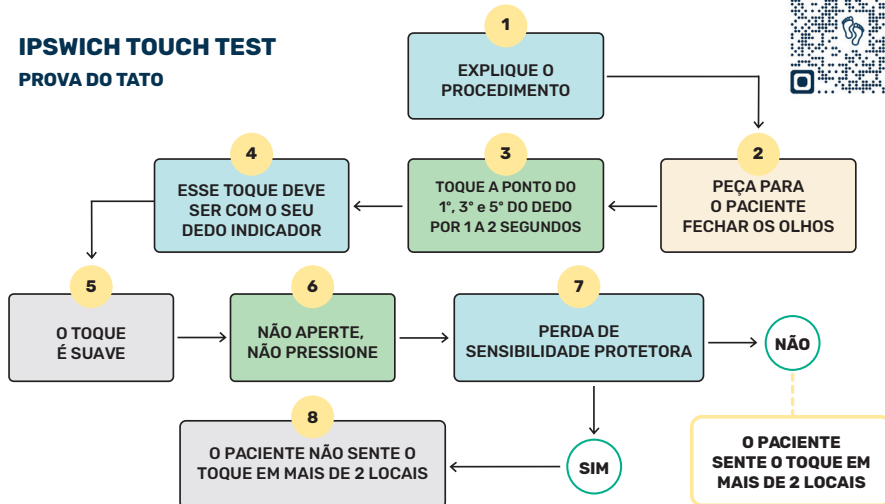 IPSWICH TOUCH TEST
PROVA DO TATO
1
EXPLIQUE O
PROCEDIMENTO
2
PEÇA PARA
O PACIENTE
FECHAR OS OLHOS
3
TOQUE A PONTO DO
1°, 3° e 5° DO DEDO
POR 1 A 2 SEGUNDOS
4
ESSE TOQUE DEVE
SER COM O SEU
DEDO INDICADOR
5
O TOQUE
É SUAVE
6
NÃO APERTE,
NÃO PRESSIONE
7
PERDA DE
SENSIBILIDADE PROTETORA
NÃO
O PACIENTE
SENTE O TOQUE EM
MAIS DE 2 LOCAIS
SIM
8
O PACIENTE NÃO SENTE O
TOQUE EM MAIS DE 2 LOCAIS